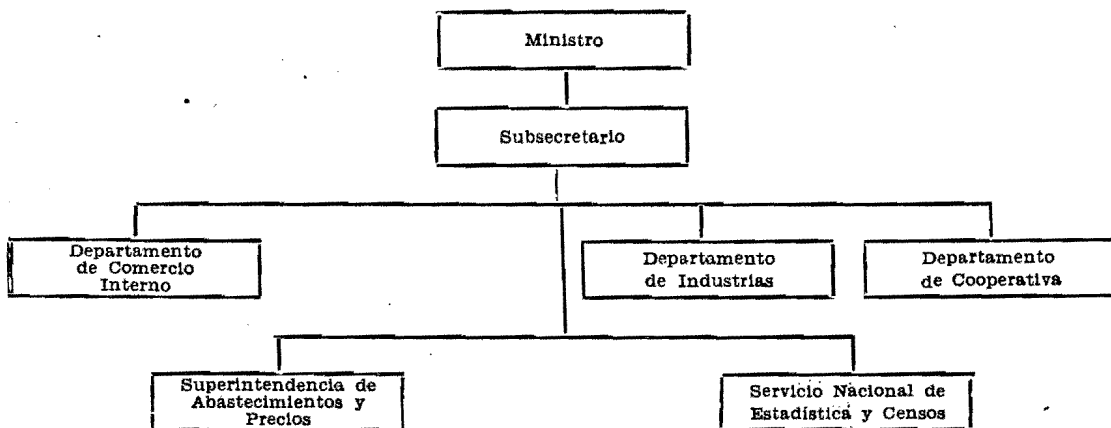 Ministro
Subsecretario
Departamento
de Comercio
Interno
Departamento
de Industrias
Departamento
de Cooperativa
Superintendencia de
Abastecimientos y
Precios
Servicio Nacional de
Estadística y Censos